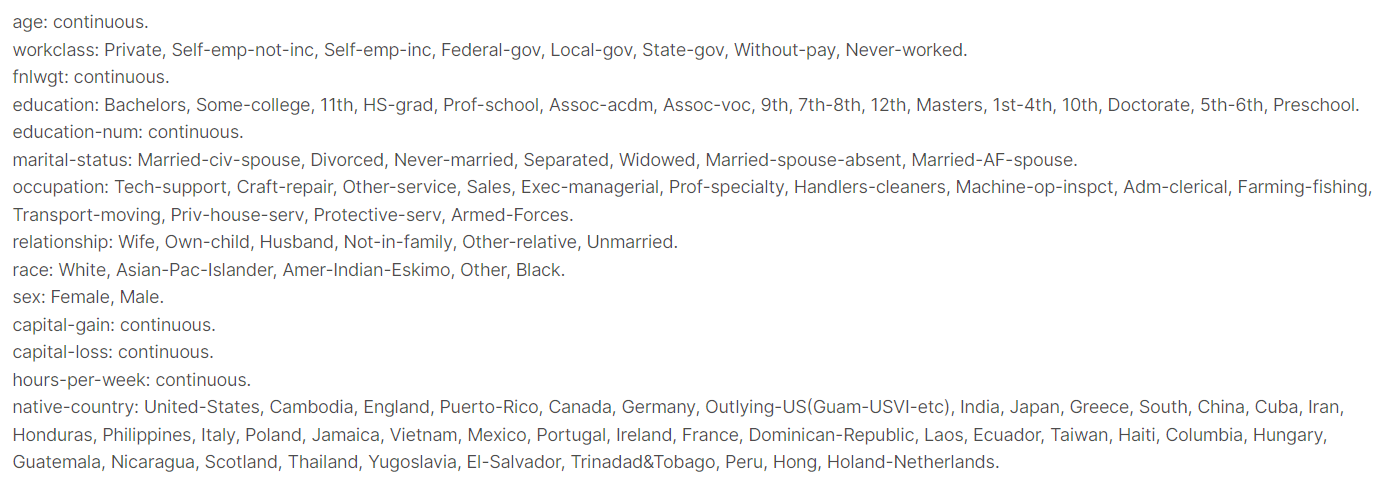 age: continuous.
workclass: Private, Self-emp-not-inc, Self-emp-inc, Federal-gov, Local-gov, State-gov, Without-pay, Never-worked.
fnlwgt: continuous.
education: Bachelors, Some-college, 11th, HS-grad, Prof-school, Assoc-acdm, Assoc-voc, 9th, 7th-8th, 12th, Masters, 1st-4th, 10th, Doctorate, 5th-6th, Preschool.
education-num: continuous.
marital-status: Married-civ-spouse, Divorced, Never-married, Separated, Widowed, Married-spouse-absent, Married-AF-spouse.
occupation: Tech-support, Craft-repair, Other-service, Sales, Exec-managerial, Prof-specialty, Handlers-cleaners, Machine-op-inspct, Adm-clerical, Farming-fishing,
Transport-moving, Priv-house-serv, Protective-serv, Armed-Forces.
relationship: Wife, Own-child, Husband, Not-in-family, Other-relative, Unmarried.
race: White, Asian-Pac-Islander, Amer-Indian-Eskimo, Other, Black.
sex: Female, Male.
capital-gain: continuous.
capital-loss: continuous.
hours-per-week: continuous.
native-country: United-States, Cambodia, England, Puerto-Rico, Canada, Germany, Outlying-US(Guam-USVI-etc), India, Japan, Greece, South, China, Cuba, Iran,
Honduras, Philippines, Italy, Poland, Jamaica, Vietnam, Mexico, Portugal, Ireland, France, Dominican-Republic, Laos, Ecuador, Taiwan, Haiti, Columbia, Hungary,
Guatemala, Nicaragua, Scotland, Thailand, Yugoslavia, El-Salvador, Trinadad&Tobago, Peru, Hong, Holand-Netherlands.